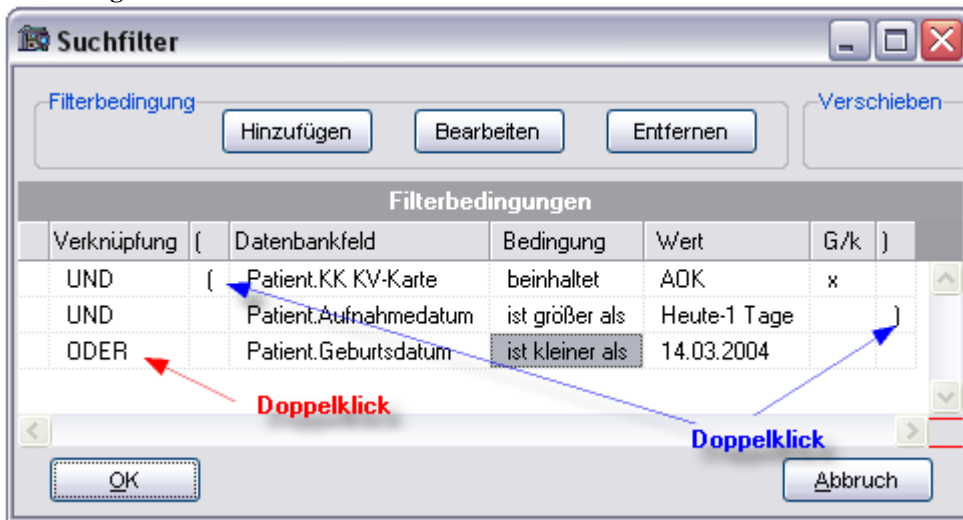 Suchfilter
Filterbedingung
Verschieben
Hinzufügen Bearbeiten Entfernen
Filterbedingungen
Verknüpfung ( Datenbankfeld Bedingung Wert G/k )
UND ( Patient.KK KV-Karte beinhaltet AOK x
UND Patient.Aufnahmedatum ist größer als Heute-1 Tage )
ODER Patient.Geburtsdatum ist kleiner als 14.03.2004
Doppelklick
Doppelklick
OK Abbruch